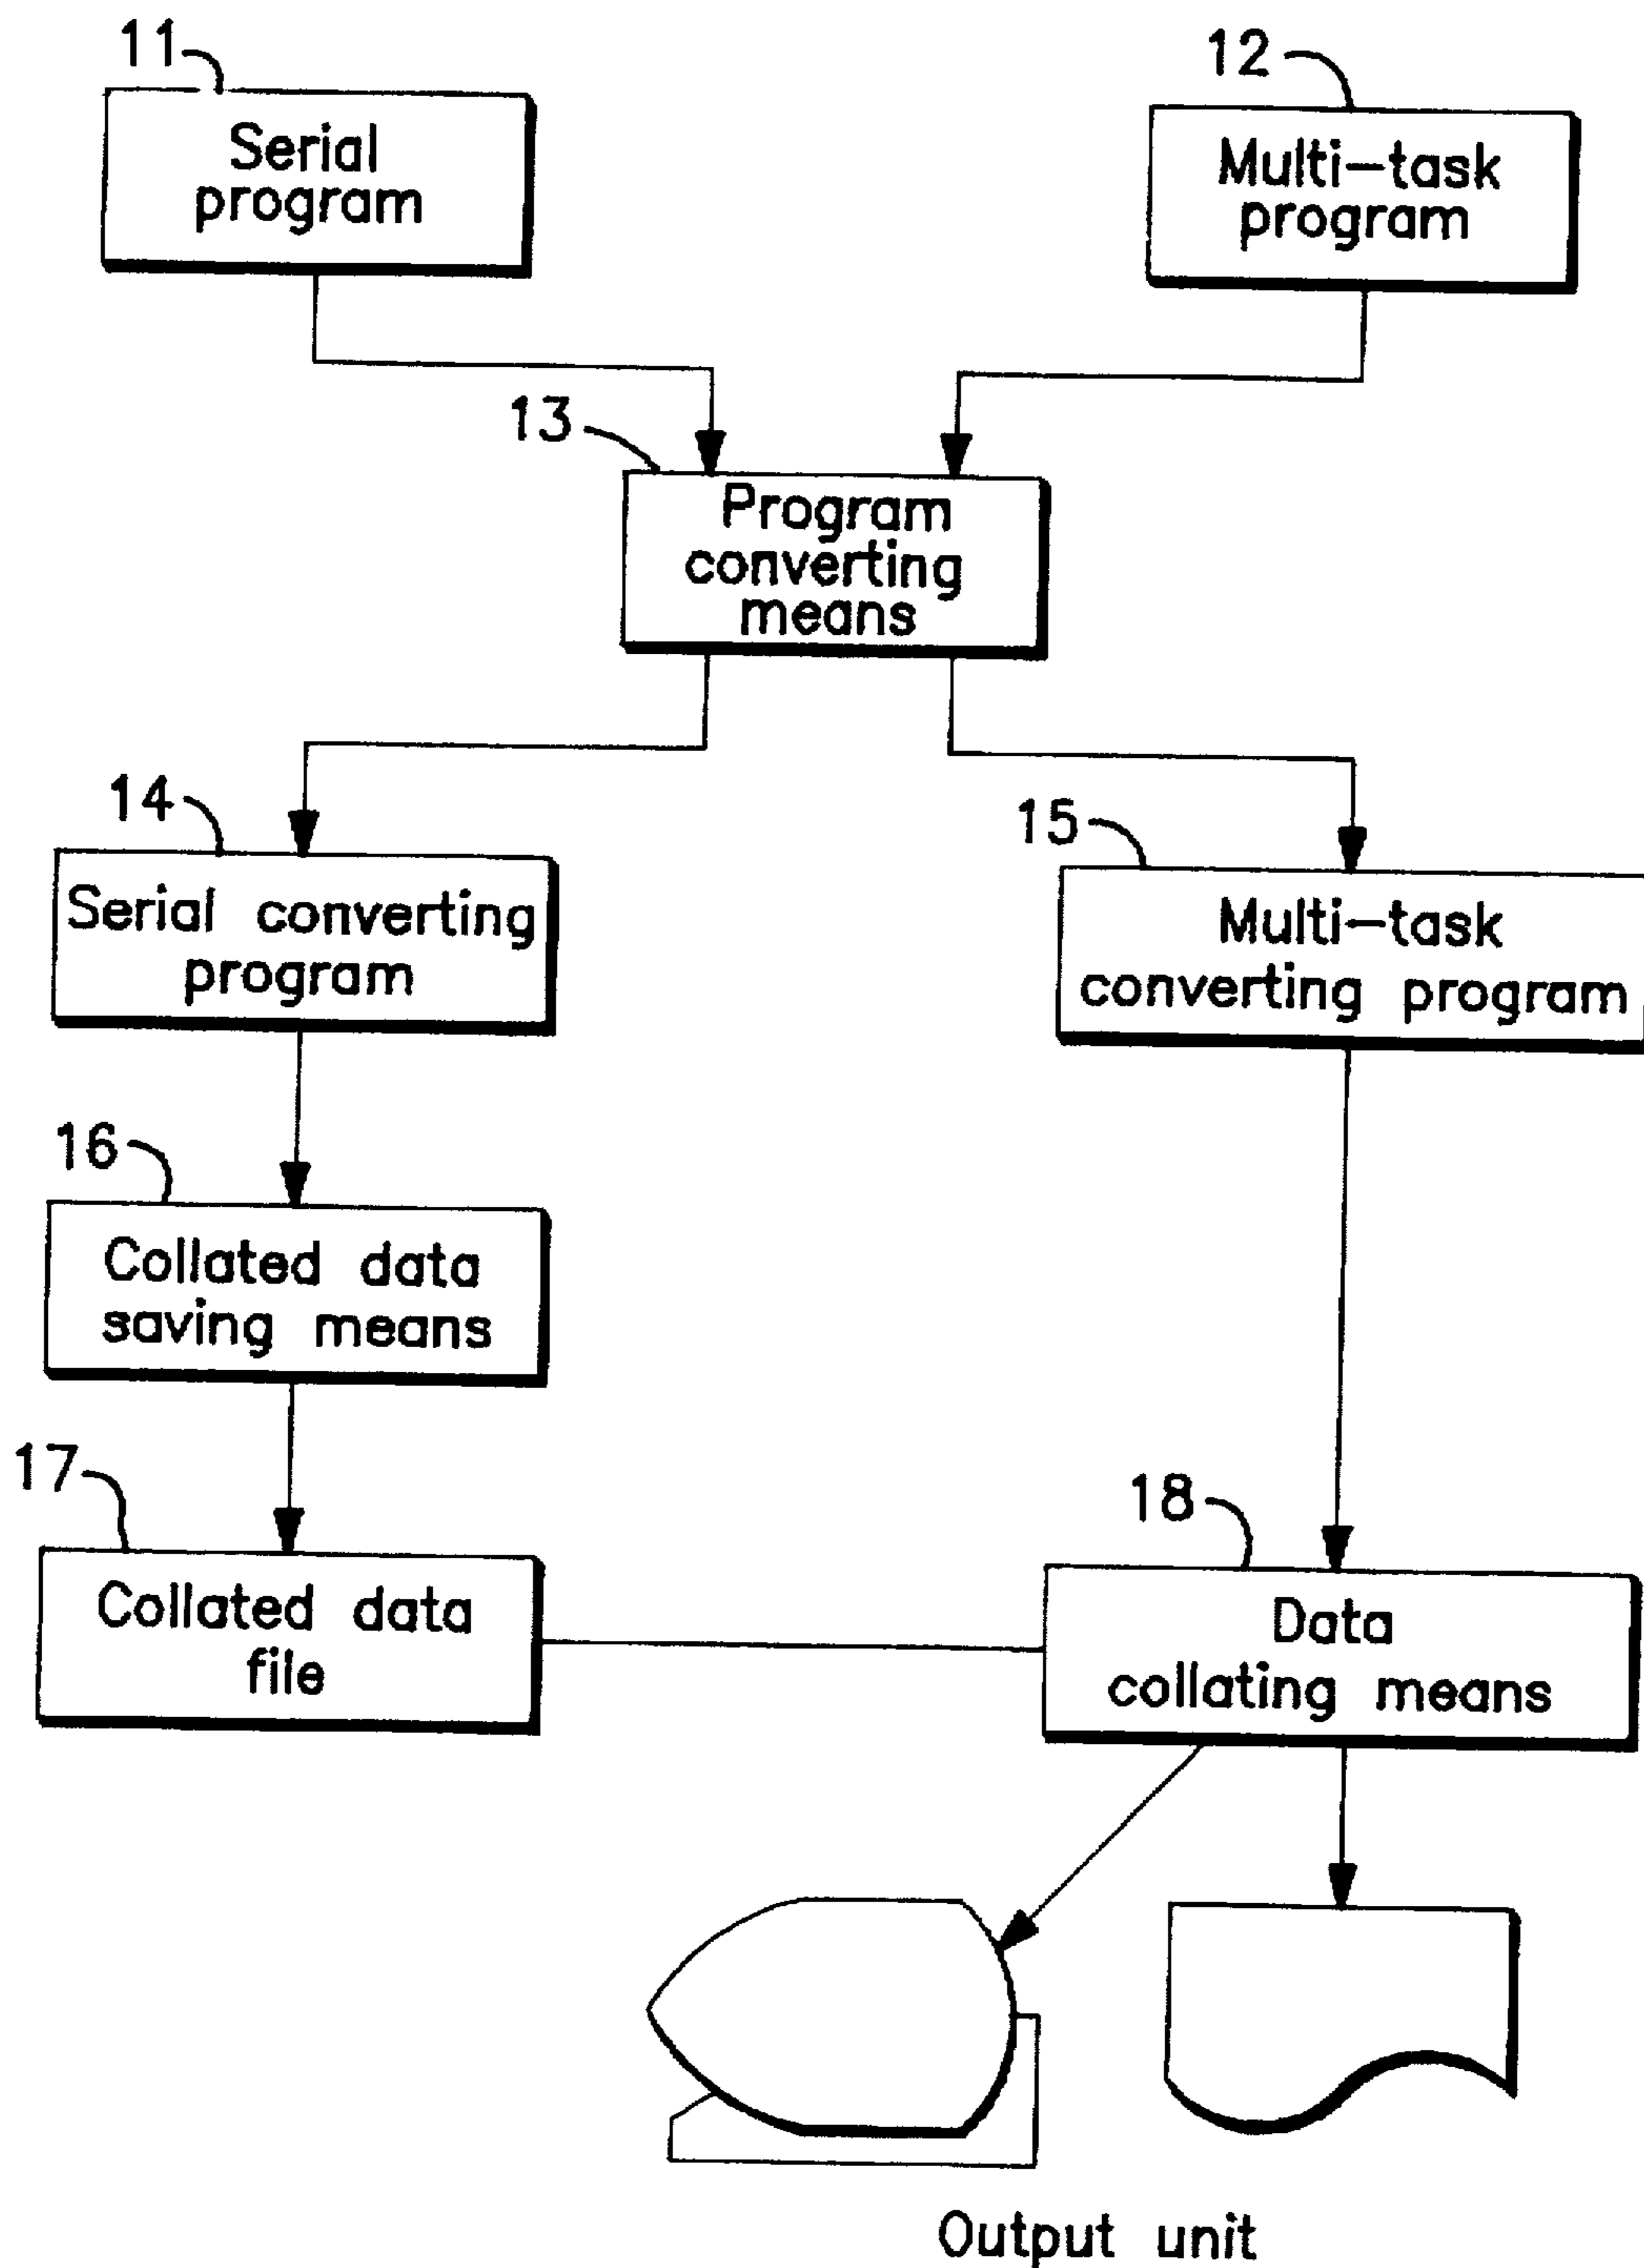 11
Serial
program
12
Multi-task
program
13
Program
converting
means
14
Serial converting
program
15
Multi-task
converting program
16
Collated data
saving means
17
Collated data
file
18
Data
collating means
Output unit